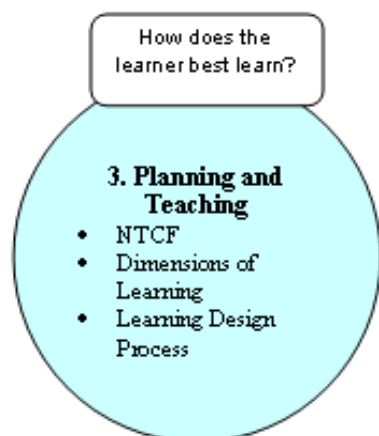 How does the
learner best learn?
3. Planning and
Teaching
• NTCF
• Dimensions of
Learning
• Learning Design
Process